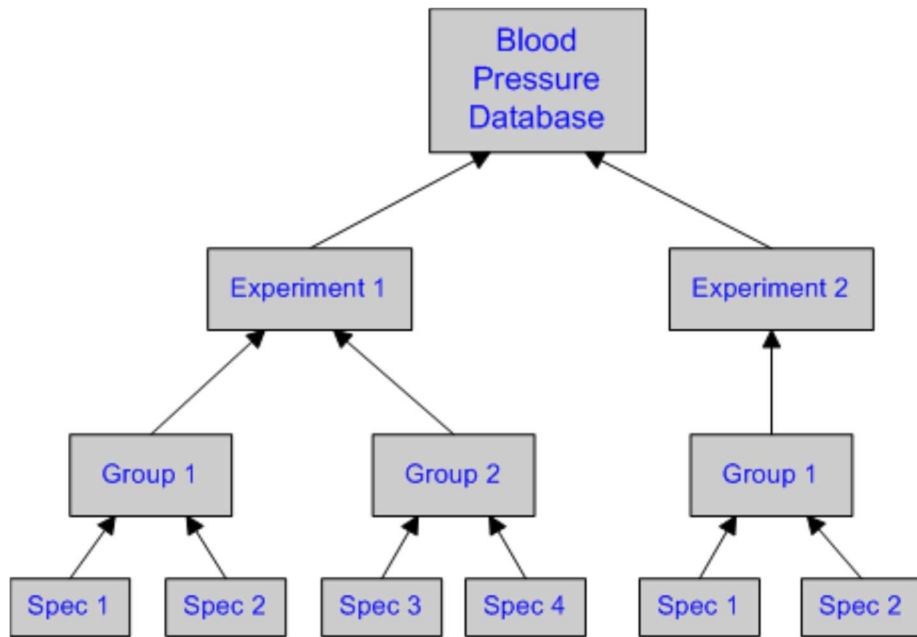 Blood
Pressure
Database
Experiment 1
Experiment 2
Group 1
Group 2
Group 1
Spec 1
Spec 2
Spec 3
Spec 4
Spec 1
Spec 2